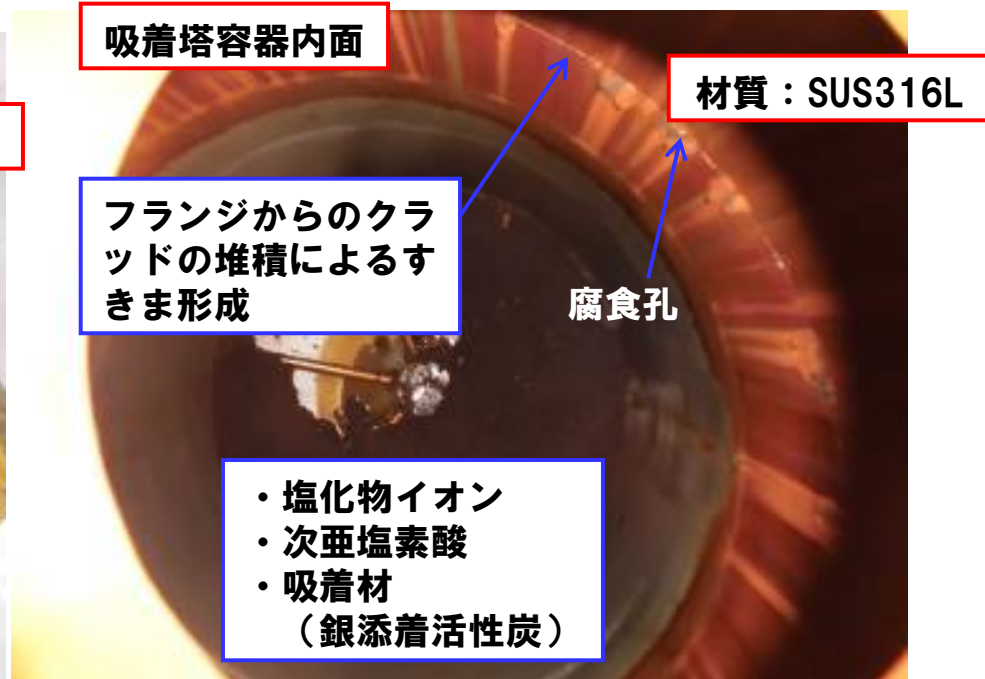 吸着塔容器内面
材質：SUS316L
フランジからのクラ
ッドの堆積によるす
きま形成
腐食孔
・塩化物イオン
・次亜塩素酸
・吸着材
（銀添着活性炭）